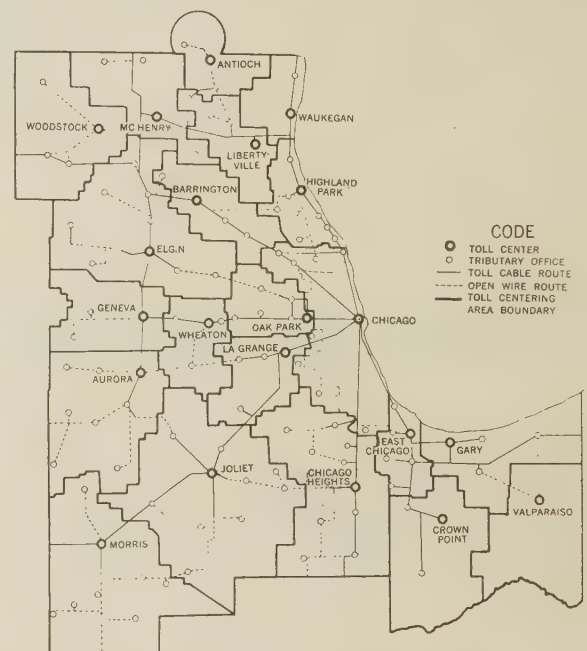 ANTIOCH
WOODSTOCK
MC HENRY
WAUKEGAN
LIBERTY-
VILLE
BARRINGTON
HIGHLAND
PARK
ELG.N
GENEVA
WHEATON
OAK PARK
CHICAGO
LA GRANGE
AURORA
JOLIET
CHICAGO
HEIGHTS
EAST
CHICAGO
GARY
VALPARAISO
CROWN
POINT
MORRIS
CODE
TOLL CENTER
TRIBUTARY OFFICE
TOLL CABLE ROUTE
OPEN WIRE ROUTE
TOLL CENTERING
AREA BOUNDARY